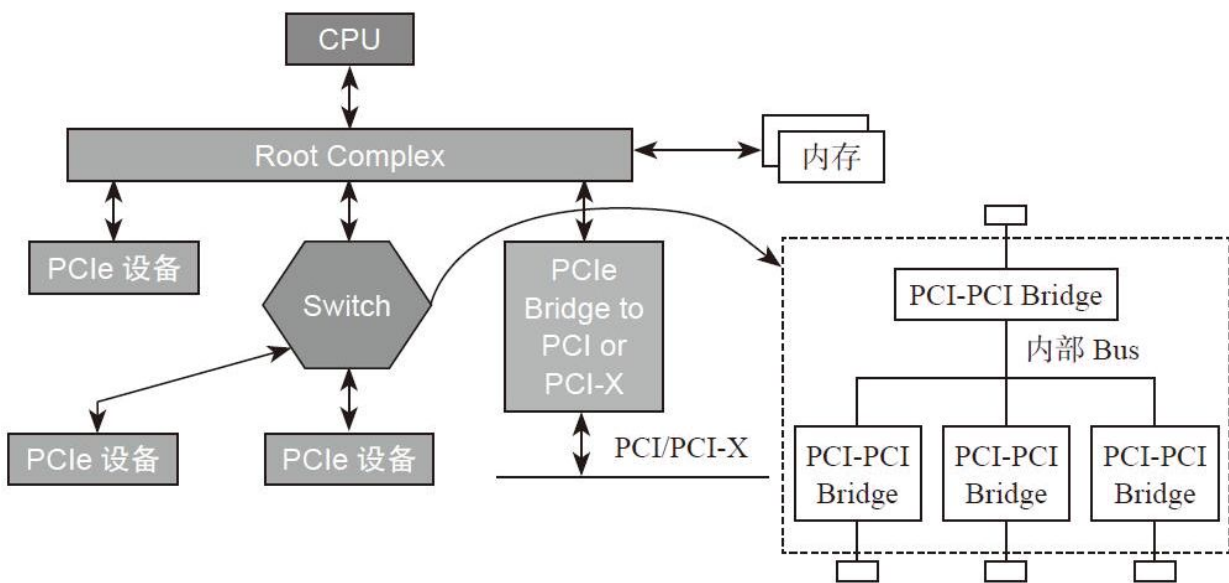 CPU
Root Complex
内存
PCIe 设备
Switch
PCIe
Bridge to
PCI or
PCI-X
PCI-PCI Bridge
内部 Bus
PCIe 设备
PCIe 设备
PCI/PCI-X
PCI-PCI
Bridge
PCI-PCI
Bridge
PCI-PCI
Bridge